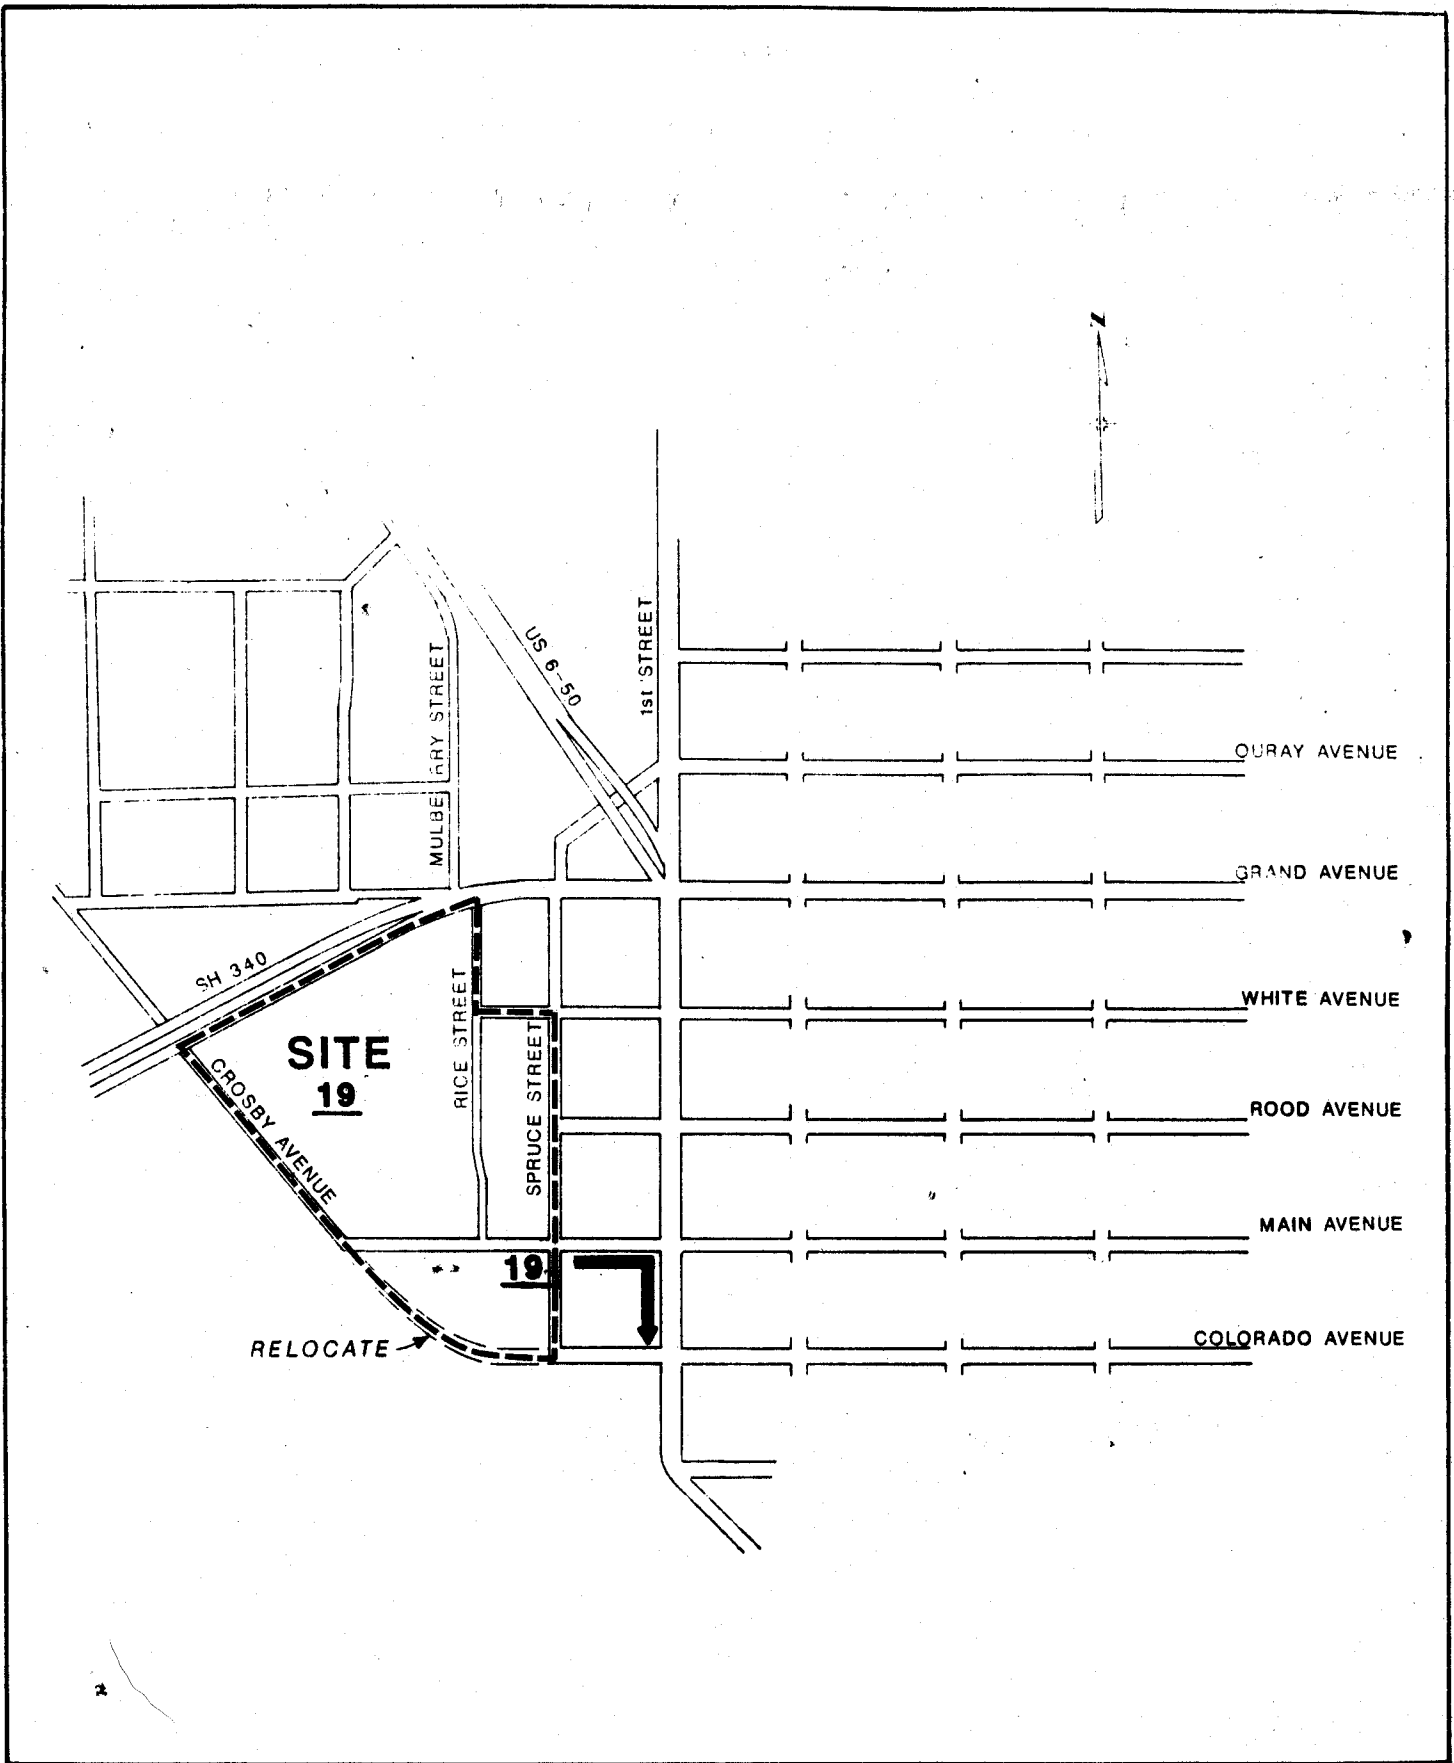 N
US 6-50
1st STREET
MULBERRY STREET
OURAY AVENUE
GRAND AVENUE
SH 340
WHITE AVENUE
RICE STREET
SITE
19
SPRUCE STREET
CROSBY AVENUE
ROOD AVENUE
MAIN AVENUE
19
RELOCATE
COLORADO AVENUE